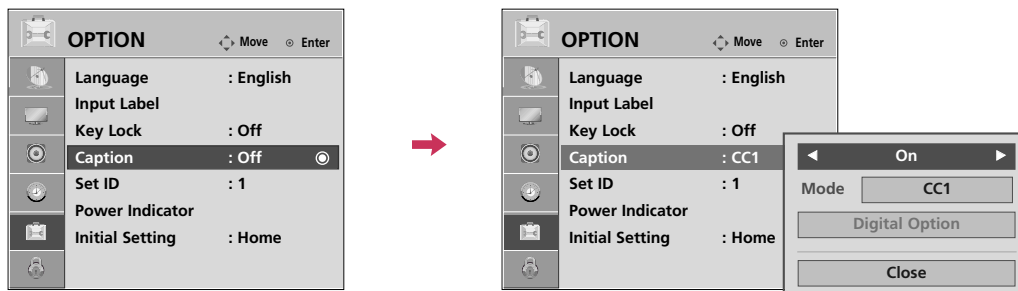 OPTION Move Enter
Language : English
Input Label
Key Lock : Off
Caption : Off
Set ID : 1
Power Indicator
Initial Setting : Home
OPTION Move Enter
Language : English
Input Label
Key Lock : Off
Caption : CC1
Set ID : 1
Power Indicator
Initial Setting : Home
On
Mode CC1
Digital Option
Close